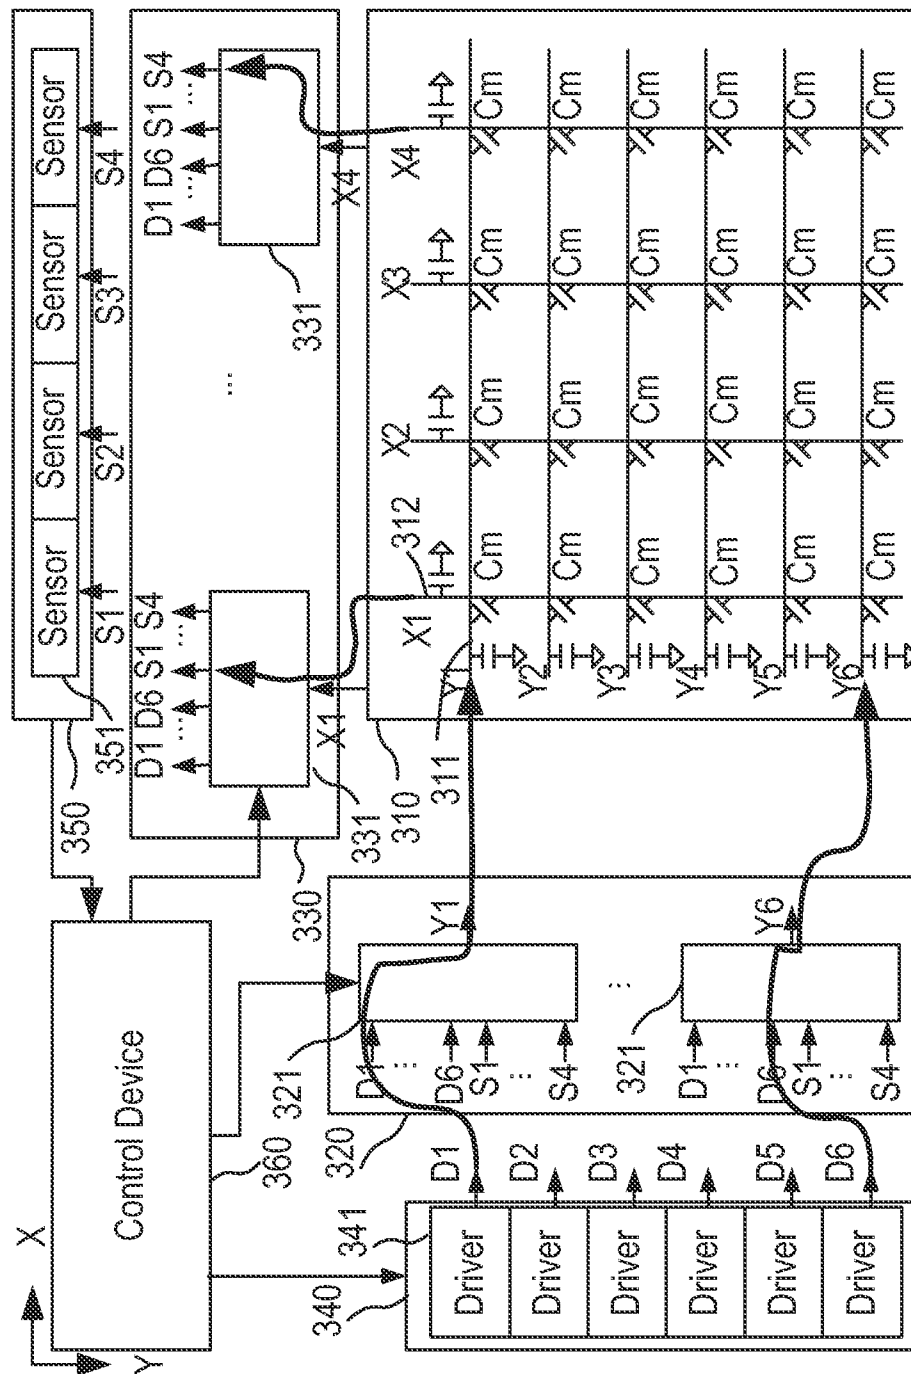 X
Y
Control Device
360
350
351
Sensor Sensor Sensor Sensor
S1 S2 S3 S4
330
331
D1 D6 S1 S4
... ...
X1
...
331
D1 D6 S1 S4
... ...
X4
340
341
Driver D1
Driver D2
Driver D3
Driver D4
Driver D5
Driver D6
320
321
D1
...
D6
S1
...
S4
Y1
...
321
D1
...
D6
S1
...
S4
Y6
310
311
312
X1 X2 X3 X4
Y1 Cm Cm Cm Cm
Y2 Cm Cm Cm Cm
Y3 Cm Cm Cm Cm
Y4 Cm Cm Cm Cm
Y5 Cm Cm Cm Cm
Y6 Cm Cm Cm Cm